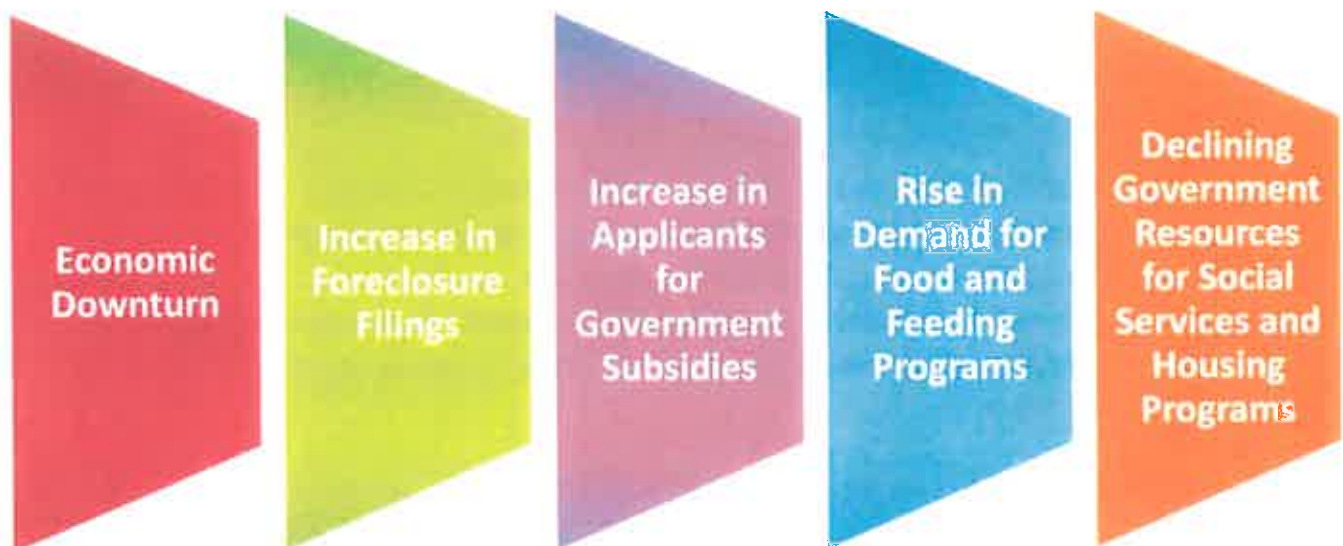 Economic
Downturn
Increase in
Foreclosure
Filings
Increase in
Applicants
for
Government
Subsidies
Rise in
Demand for
Food and
Feeding
Programs
Declining
Government
Resources
for Social
Services and
Housing
Programs